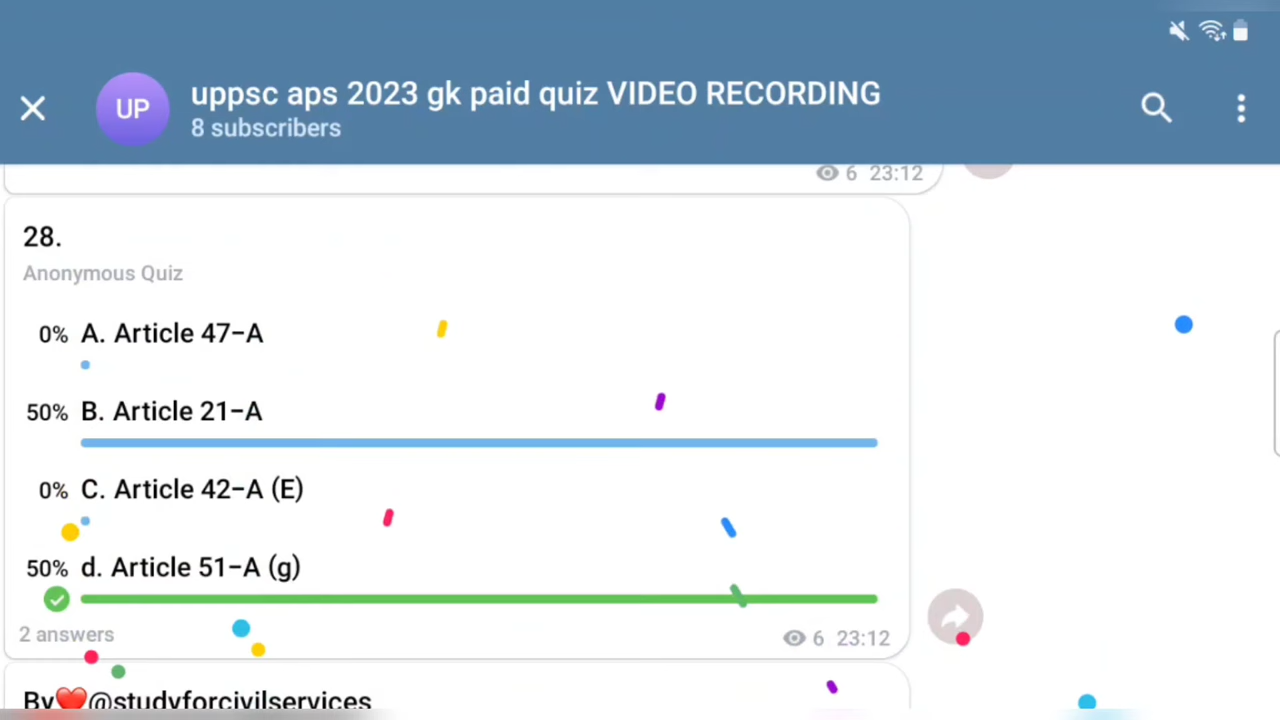 UP
uppsc aps 2023 gk paid quiz VIDEO RECORDING
8 subscribers
6 23:12
28.
Anonymous Quiz
0% A. Article 47-A
50% B. Article 21-A
0% C. Article 42-A (E)
50% d. Article 51-A (g)
2 answers
6 23:12
By❤️@studyforcivilservices